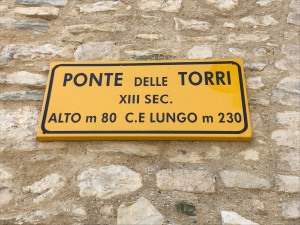 PONTE DELLE TORRI
XIII SEC.
ALTO m 80 C.E LUNGO m 230